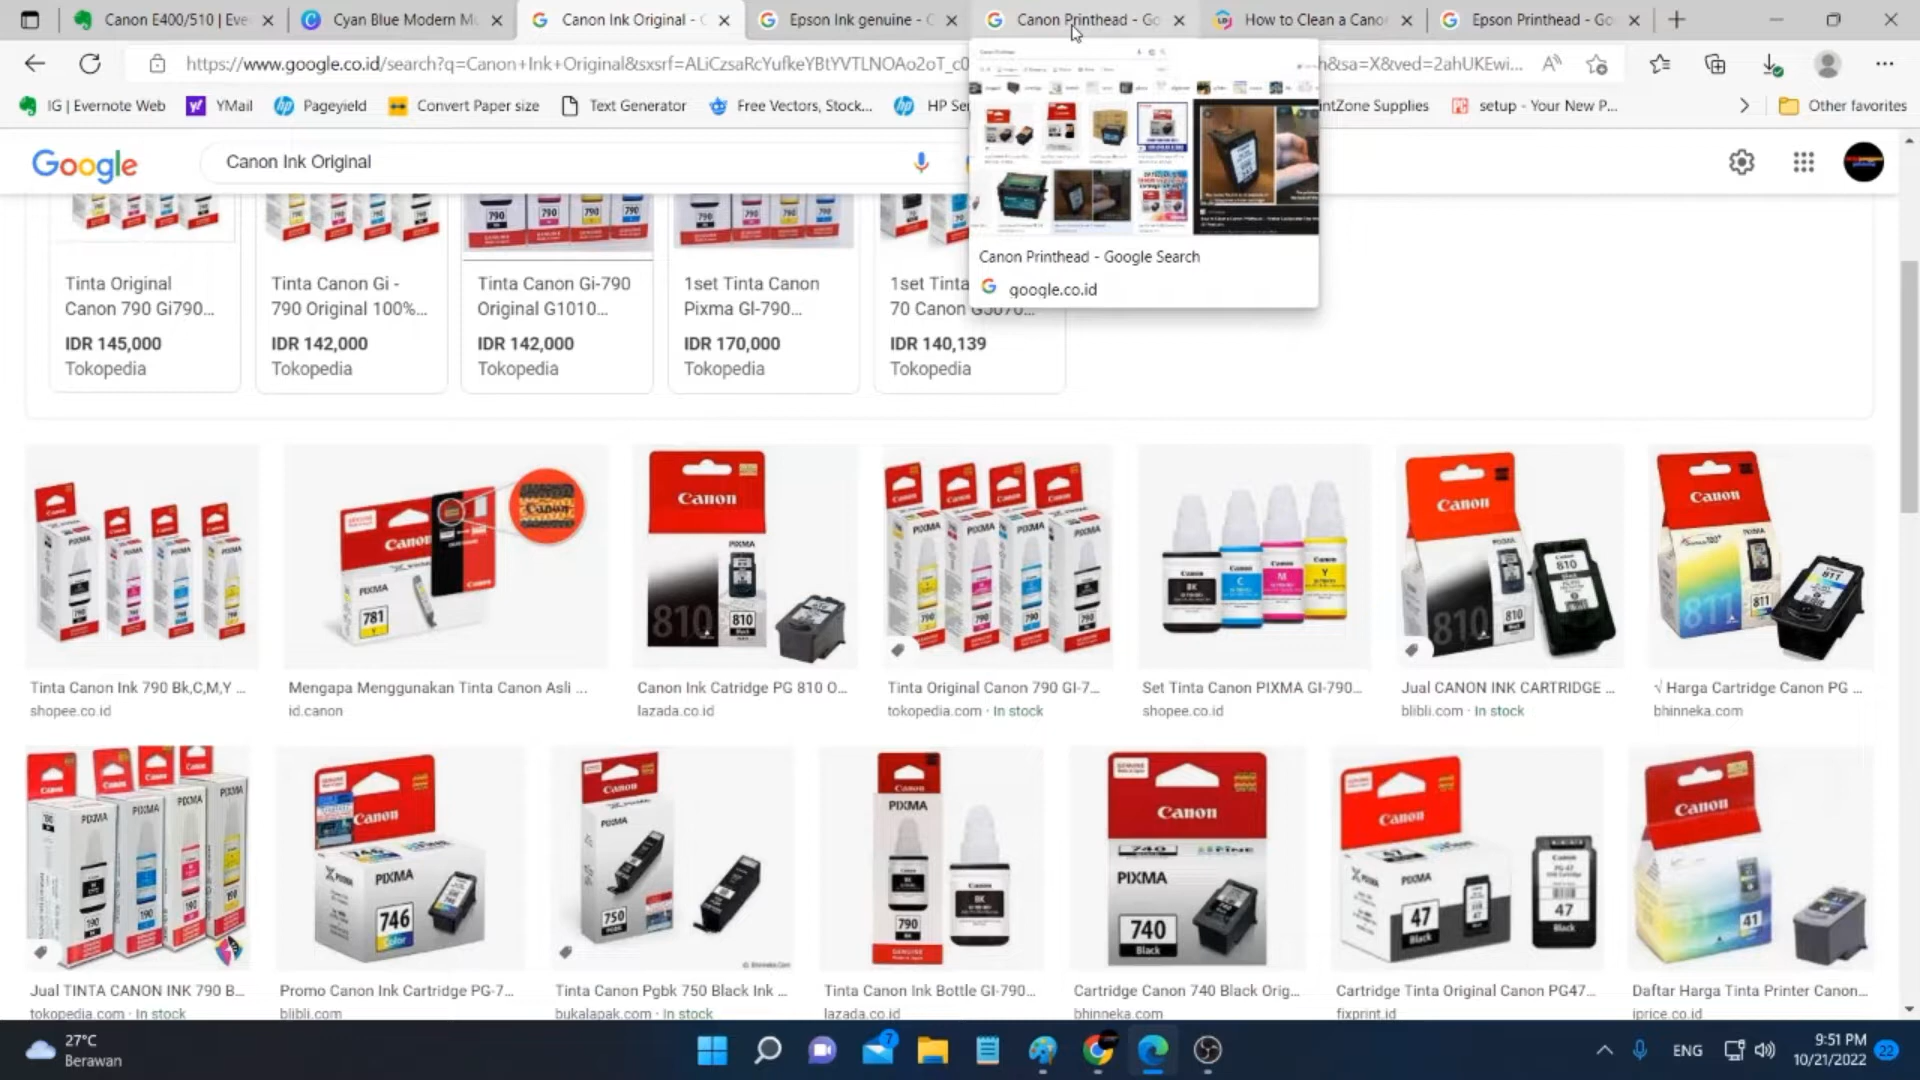 Canon E400/510 | Eve
Cyan Blue Modern M
Canon Ink Original -
Epson Ink genuine -
Canon Printhead - Go
How to Clean a Canon
Epson Printhead - Go
https://www.google.co.id/search?q=Canon+Ink+Original&sxsrf=ALiCzsaRcYufkeYBtYVTLNOAo2oT_c0
h&sa=X&ved=2ahUKEwi...
IG | Evernote Web
YMail
Pageyield
Convert Paper size
Text Generator
Free Vectors, Stock...
HP Se
ntZone Supplies
setup - Your New P...
Other favorites
Google
Canon Ink Original
Canon Printhead - Google Search
google.co.id
Tinta Original
Canon 790 Gi790...
IDR 145,000
Tokopedia
Tinta Canon Gi -
790 Original 100%...
IDR 142,000
Tokopedia
Tinta Canon Gi-790
Original G1010...
IDR 142,000
Tokopedia
1set Tinta Canon
Pixma GI-790...
IDR 170,000
Tokopedia
1set Tinta
70 Canon G5070...
IDR 140,139
Tokopedia
Tinta Canon Ink 790 Bk,C,M,Y ...
shopee.co.id
Mengapa Menggunakan Tinta Canon Asli ...
id.canon
Canon Ink Catridge PG 810 O...
lazada.co.id
Tinta Original Canon 790 GI-7...
tokopedia.com · In stock
Set Tinta Canon PIXMA GI-790...
shopee.co.id
Jual CANON INK CARTRIDGE ...
blibli.com · In stock
√ Harga Cartridge Canon PG ...
bhinneka.com
Jual TINTA CANON INK 790 B...
tokopedia.com · In stock
Promo Canon Ink Cartridge PG-7...
blibli.com
Tinta Canon Pgbk 750 Black Ink ...
bukalapak.com · In stock
Tinta Canon Ink Bottle GI-790...
lazada.co.id
Cartridge Canon 740 Black Orig...
bhinneka.com
Cartridge Tinta Original Canon PG47...
fixprint.id
Daftar Harga Tinta Printer Canon...
iprice.co.id
27°C
Berawan
7
ENG
9:51 PM
10/21/2022
22